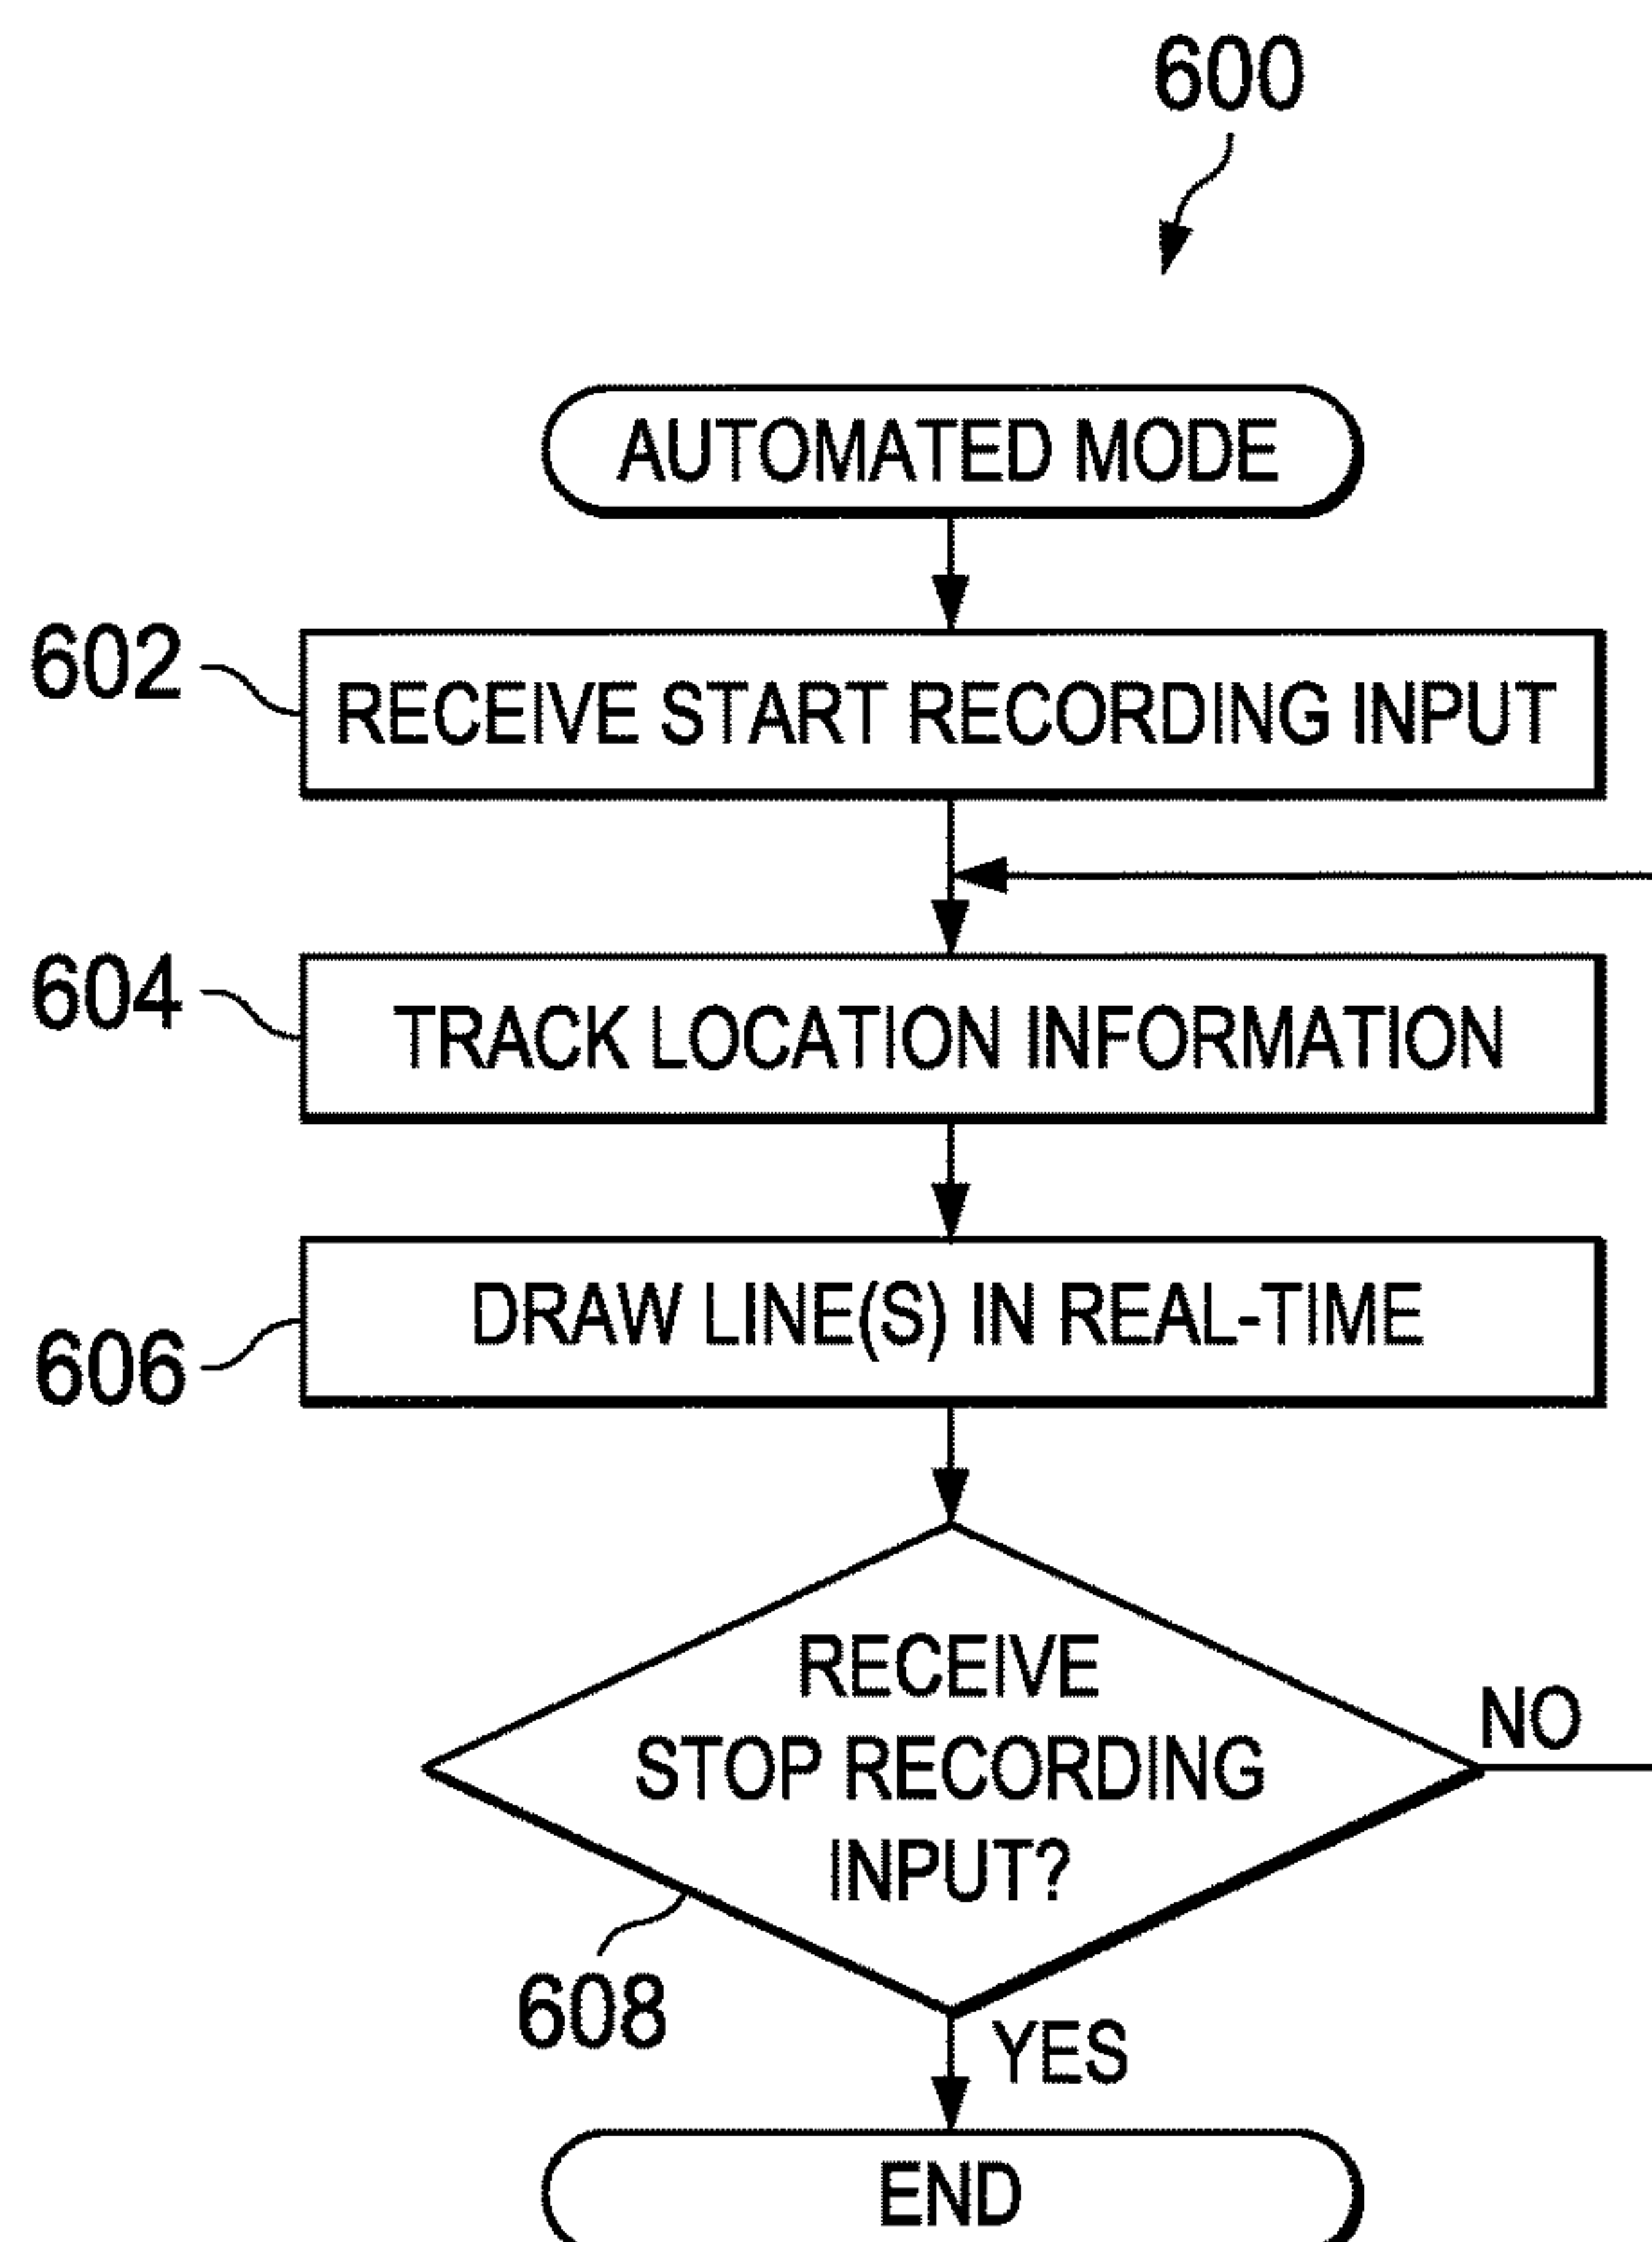 600
AUTOMATED MODE
602
RECEIVE START RECORDING INPUT
604
TRACK LOCATION INFORMATION
606
DRAW LINE(S) IN REAL-TIME
RECEIVE
STOP RECORDING
INPUT?
NO
608
YES
END